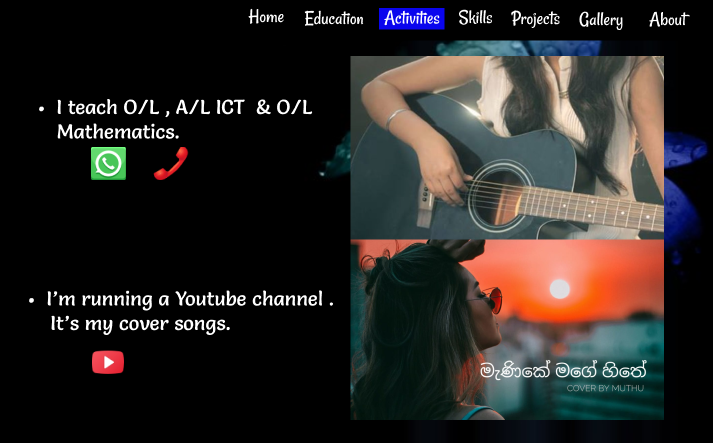 Home Education Activities Skills Projects Gallery About
• I teach O/L , A/L ICT & O/L
Mathematics.
• I'm running a Youtube channel .
It's my cover songs.
මැණිකේ මගේ හිතේ
COVER BY MUTHU